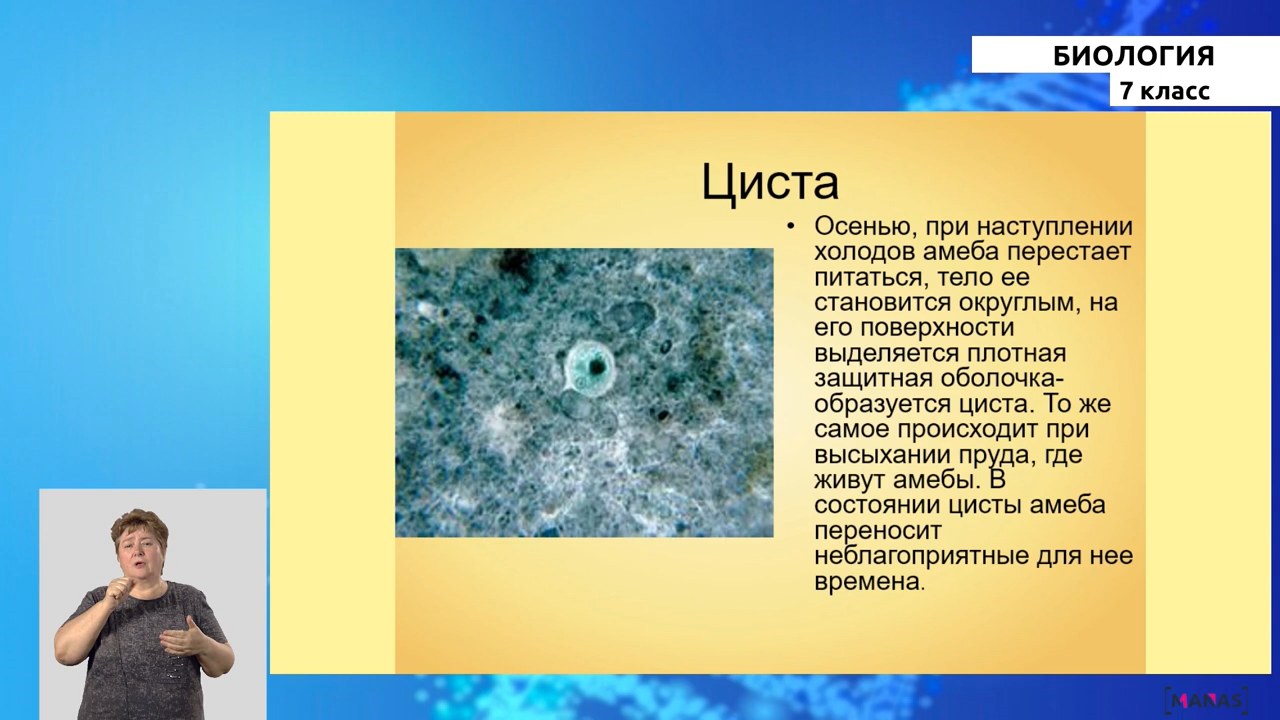 БИОЛОГИЯ
7 класс
Циста
• Осенью, при наступлении
холодов амеба перестает
питаться, тело ее
становится округлым, на
его поверхности
выделяется плотная
защитная оболочка-
образуется циста. То же
самое происходит при
высыхании пруда, где
живут амебы. В
состоянии цисты амеба
переносит
неблагоприятные для нее
времена.
[MANAS]